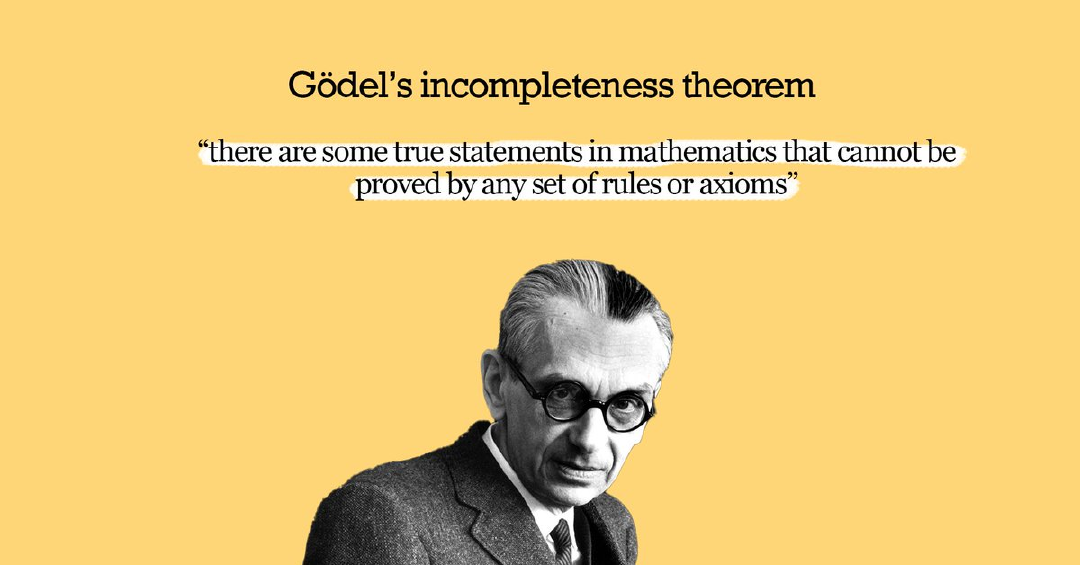 Gödel’s incompleteness theorem
“there are some true statements in mathematics that cannot be
proved by any set of rules or axioms”